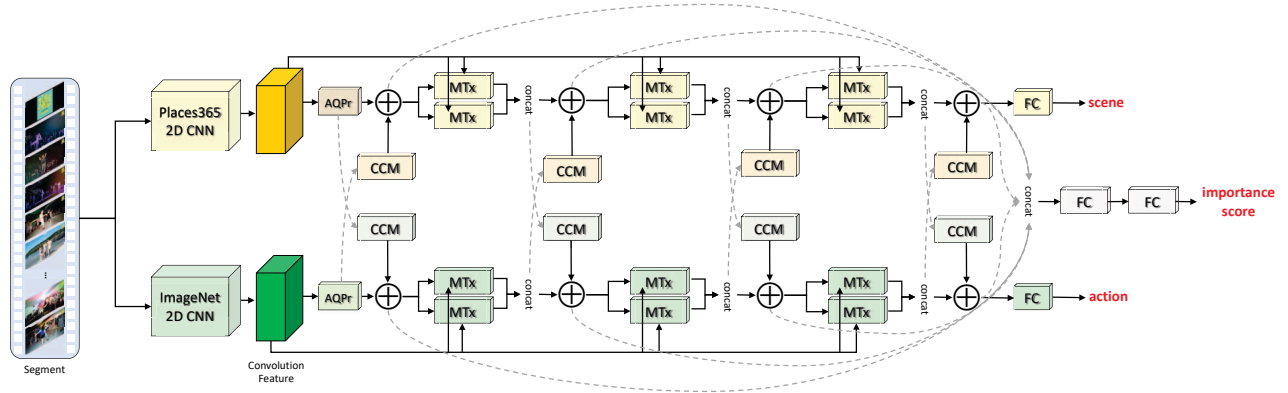 Places365
2D CNN
AQPr
MTx
MTx
concat
MTx
MTx
concat
MTx
MTx
concat
FC
scene
CCM
CCM
CCM
CCM
concat
FC
FC
importance
score
CCM
CCM
CCM
CCM
ImageNet
2D CNN
AQPr
MTx
MTx
concat
MTx
MTx
concat
MTx
MTx
concat
FC
action
Segment
Convolution
Feature